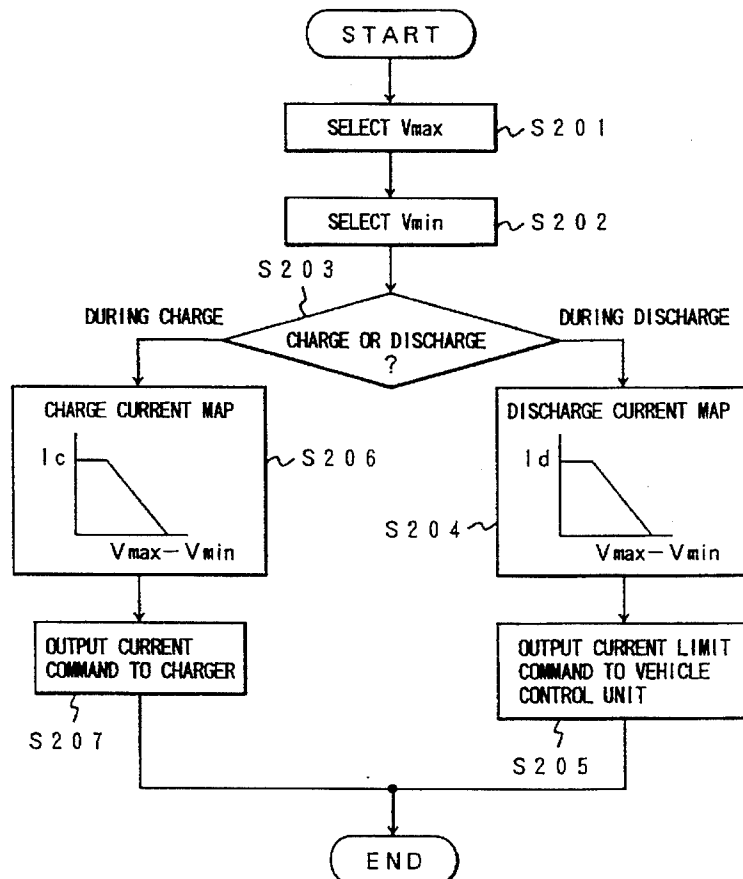 START
SELECT Vmax
S201
SELECT Vmin
S202
S203
DURING CHARGE
DURING DISCHARGE
CHARGE OR DISCHARGE
?
CHARGE CURRENT MAP
Ic
Vmax-Vmin
S206
DISCHARGE CURRENT MAP
Id
Vmax-Vmin
S204
OUTPUT CURRENT
COMMAND TO CHARGER
S207
OUTPUT CURRENT LIMIT
COMMAND TO VEHICLE
CONTROL UNIT
S205
END